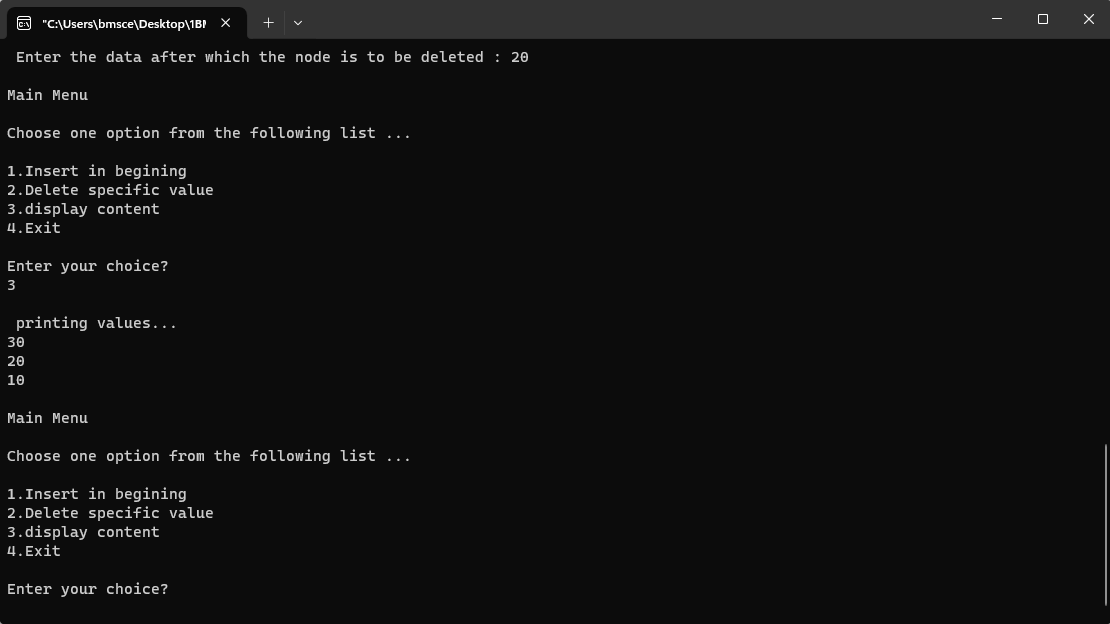 "C:\Users\bmsce\Desktop\1BM
Enter the data after which the node is to be deleted : 20
Main Menu
Choose one option from the following list ...
1.Insert in begining
2.Delete specific value
3.display content
4.Exit
Enter your choice?
3
printing values...
30
20
10
Main Menu
Choose one option from the following list ...
1.Insert in begining
2.Delete specific value
3.display content
4.Exit
Enter your choice?